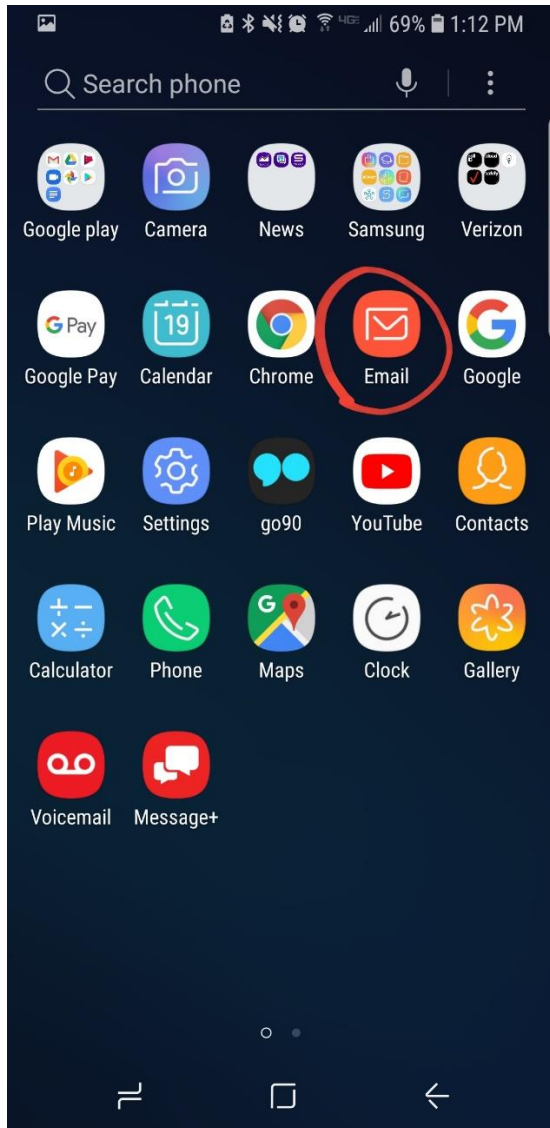 4GE 69% 1:12 PM
Search phone
Google play Camera News Samsung Verizon
G Pay 19
Google Pay Calendar Chrome Email Google
Play Music Settings go90 YouTube Contacts
G
Calculator Phone Maps Clock Gallery
Voicemail Message+